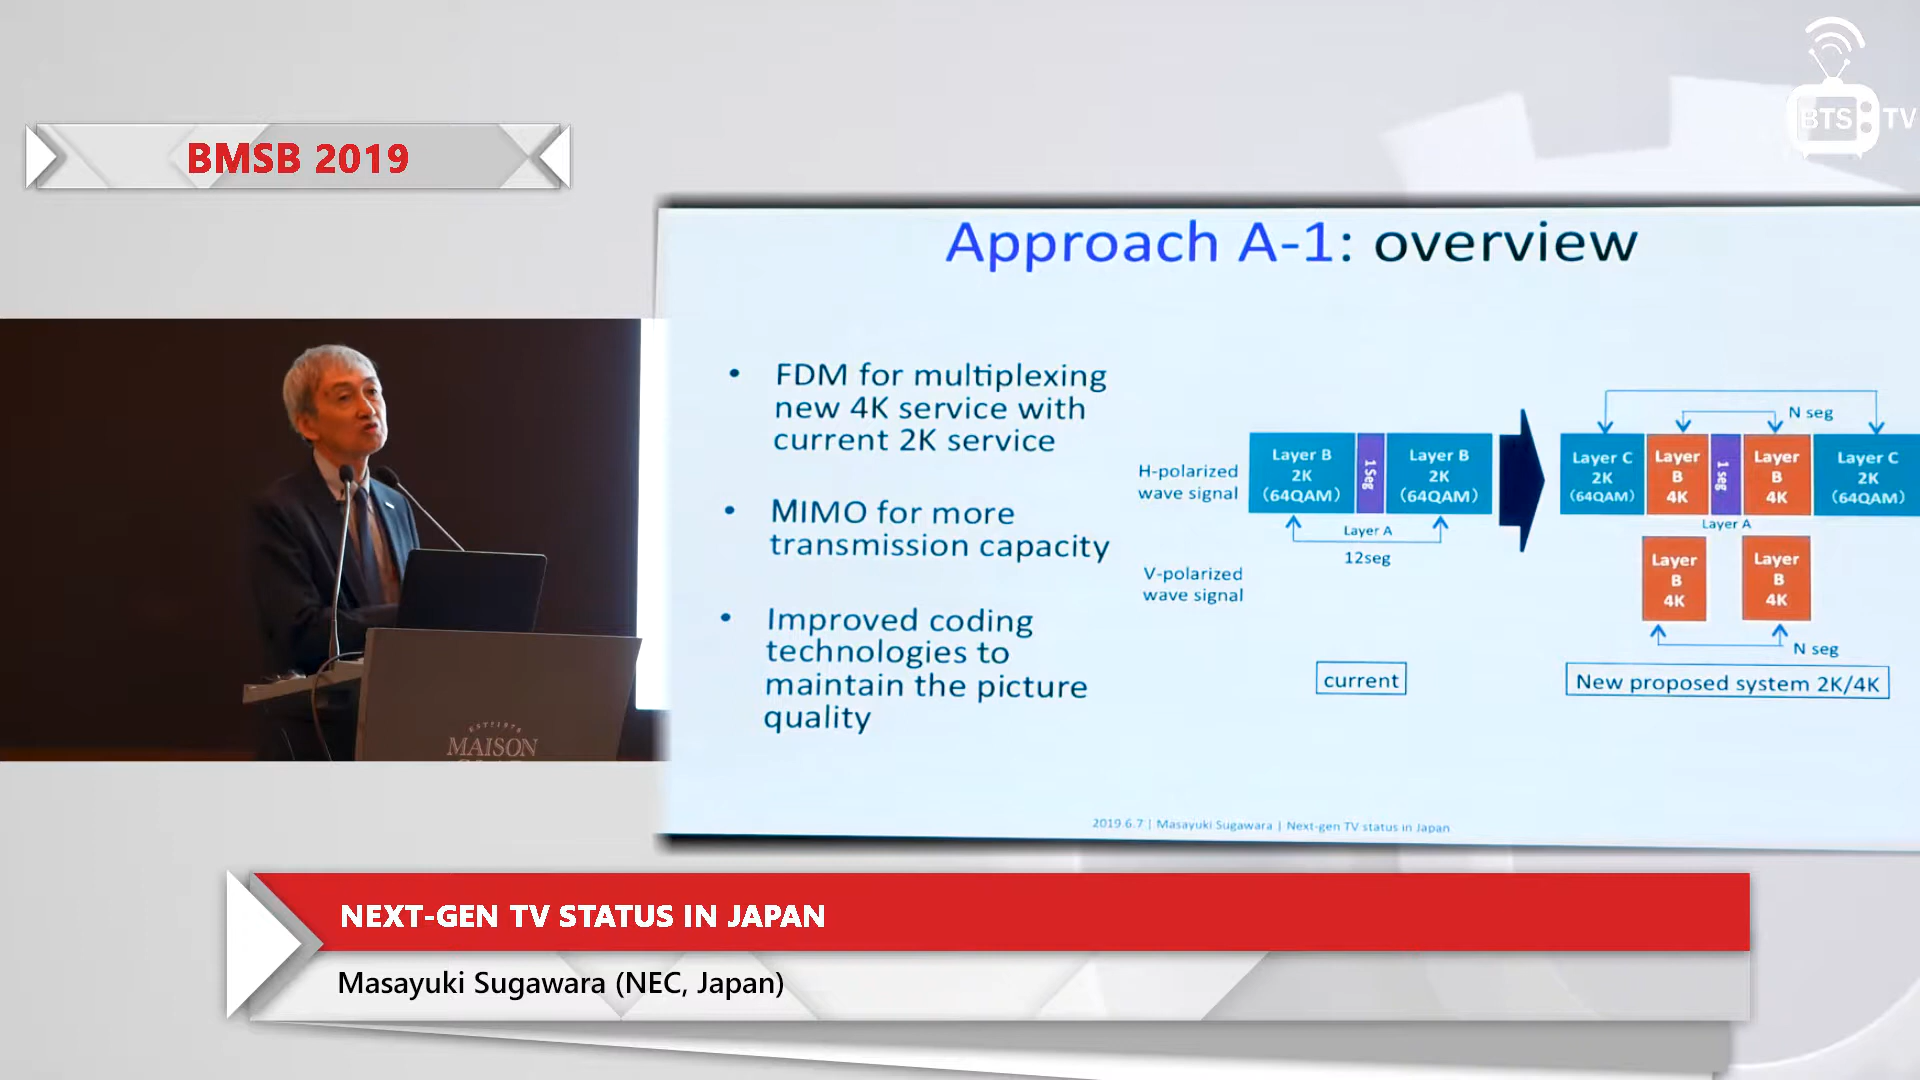 BTS TV
BMSB 2019
Approach A-1: overview
• FDM for multiplexing
new 4K service with
current 2K service
• MIMO for more
transmission capacity
• Improved coding
technologies to
maintain the picture
quality
H-polarized
wave signal
Layer B
2K
(64QAM)
1Seg
Layer B
2K
(64QAM)
Layer A
12seg
V-polarized
wave signal
current
N seg
Layer C
2K
(64QAM)
Layer
B
4K
1 seg
Layer
B
4K
Layer C
2K
(64QAM)
Layer A
Layer
B
4K
Layer
B
4K
N seg
New proposed system 2K/4K
2019.6.7 | Masayuki Sugawara | Next-gen TV status in Japan
MAISON
NEXT-GEN TV STATUS IN JAPAN
Masayuki Sugawara (NEC, Japan)